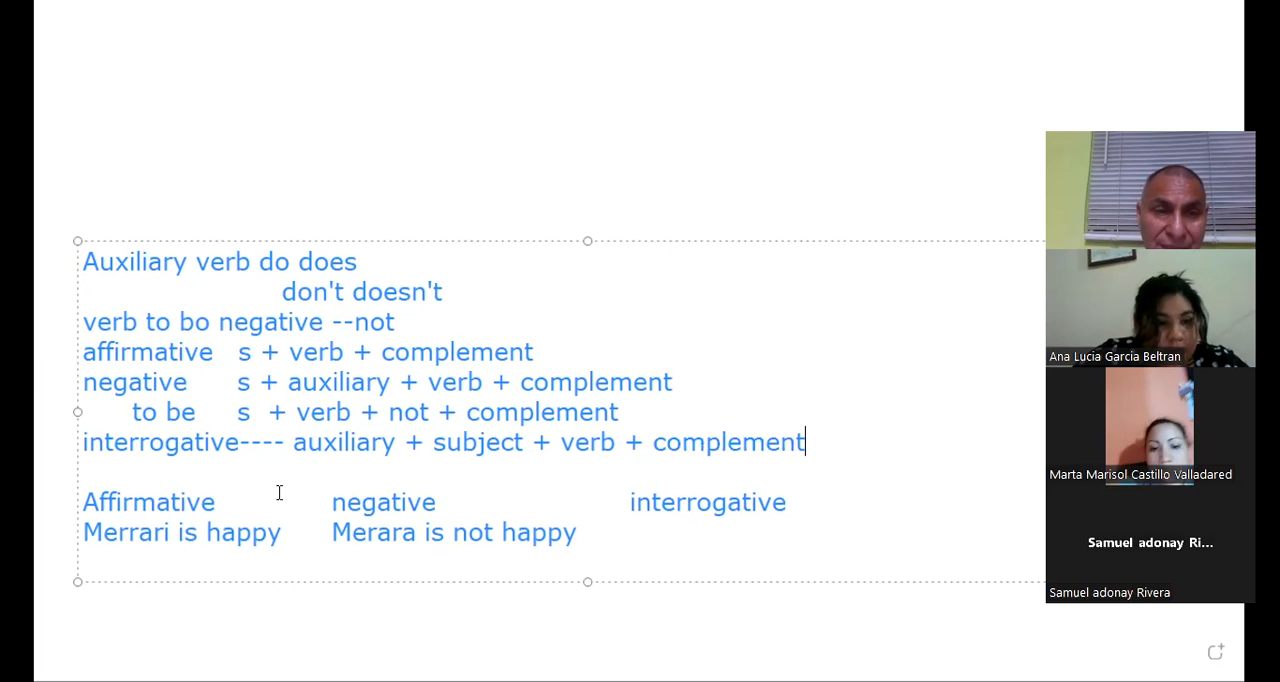 Auxiliary verb do does
don't doesn't
verb to bo negative --not
affirmative s + verb + complement
negative s + auxiliary + verb + complement
to be s + verb + not + complement
interrogative---- auxiliary + subject + verb + complement
Affirmative negative interrogative
Merrari is happy Merara is not happy
Ana Lucia Garcia Beltran
Marta Marisol Castillo Valladared
Samuel adonay Ri...
Samuel adonay Rivera